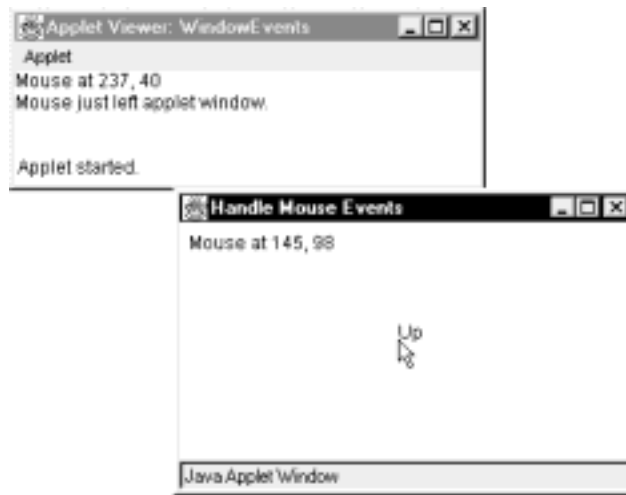 Applet Viewer: WindowEvents
Applet
Mouse at 237, 40
Mouse just left applet window.
Applet started.
Handle Mouse Events
Mouse at 145, 98
Up
Java Applet Window